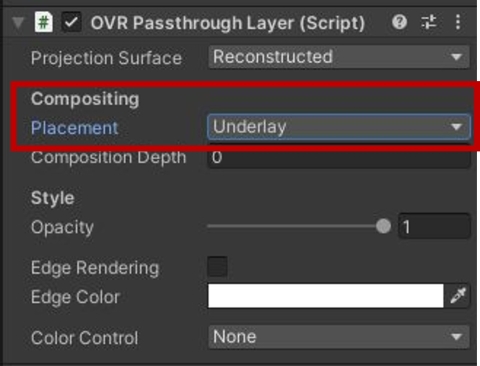 # OVR Passthrough Layer (Script)
Projection Surface Reconstructed
Compositing
Placement Underlay
Composition Depth 0
Style
Opacity 1
Edge Rendering
Edge Color
Color Control None